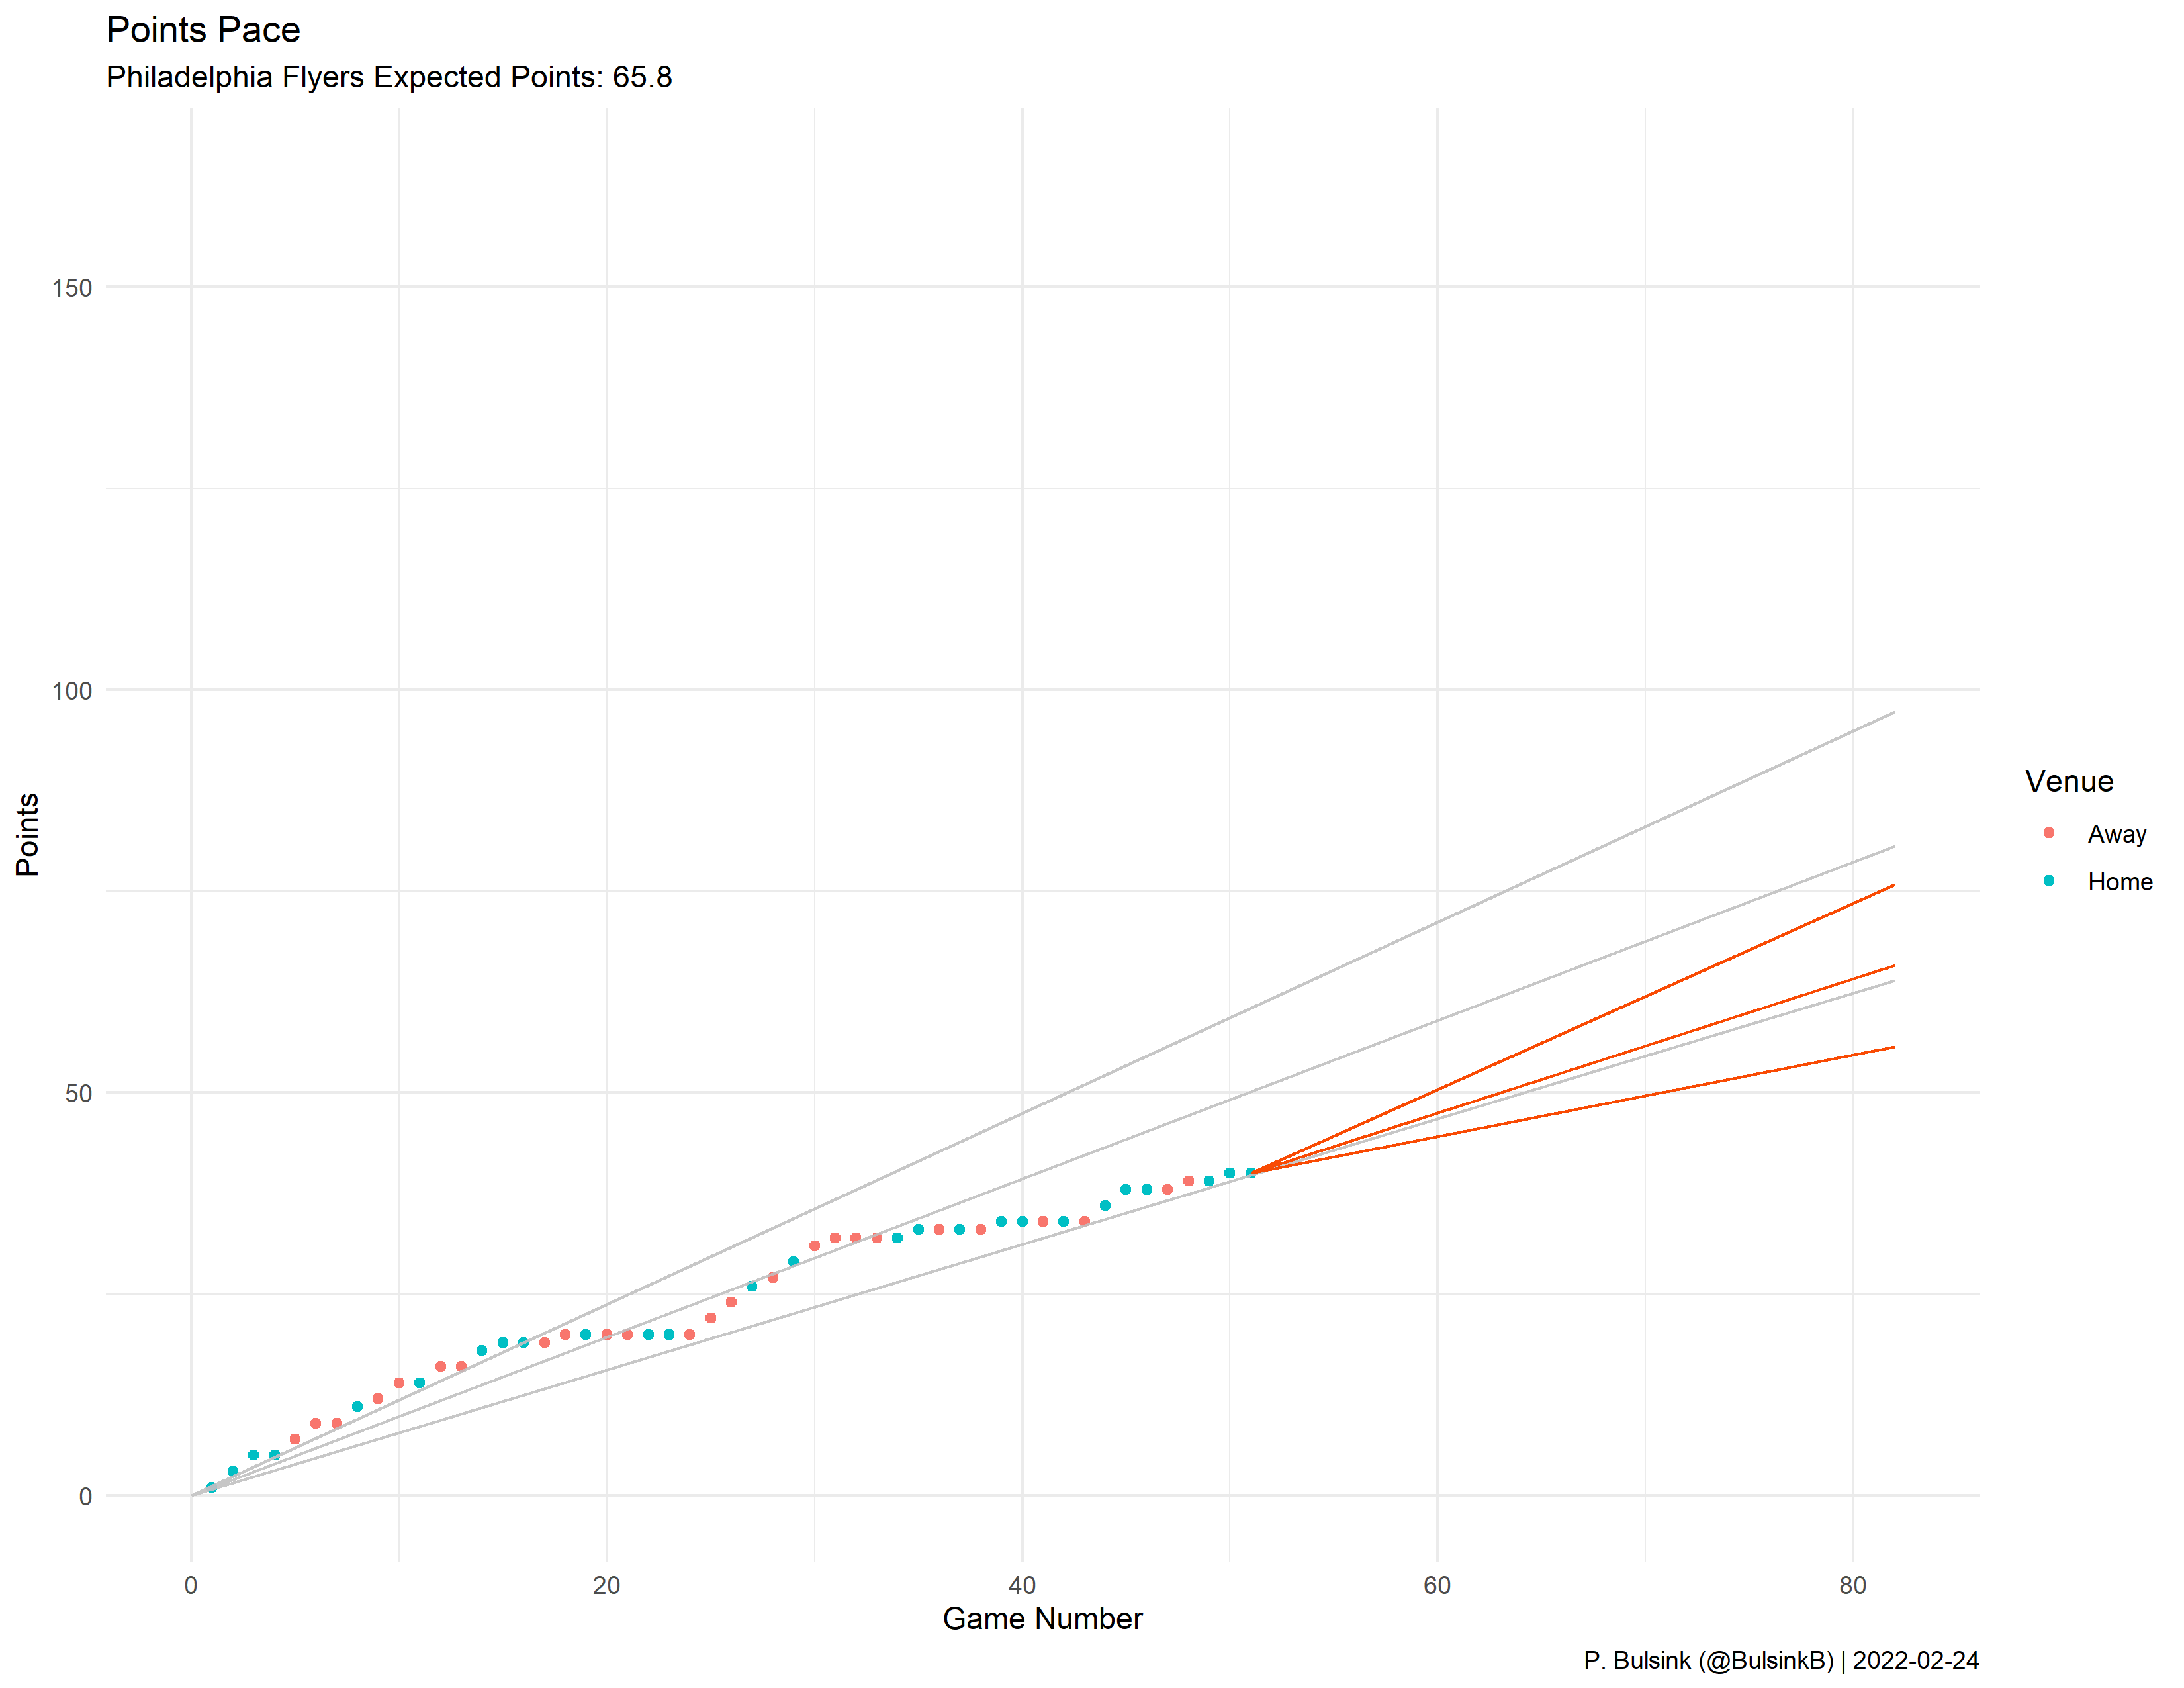 Points Pace
Philadelphia Flyers Expected Points: 65.8
150
100
50
0
Points
0 20 40 60 80
Game Number
Venue
Away
Home
P. Bulsink (@BulsinkB) | 2022-02-24